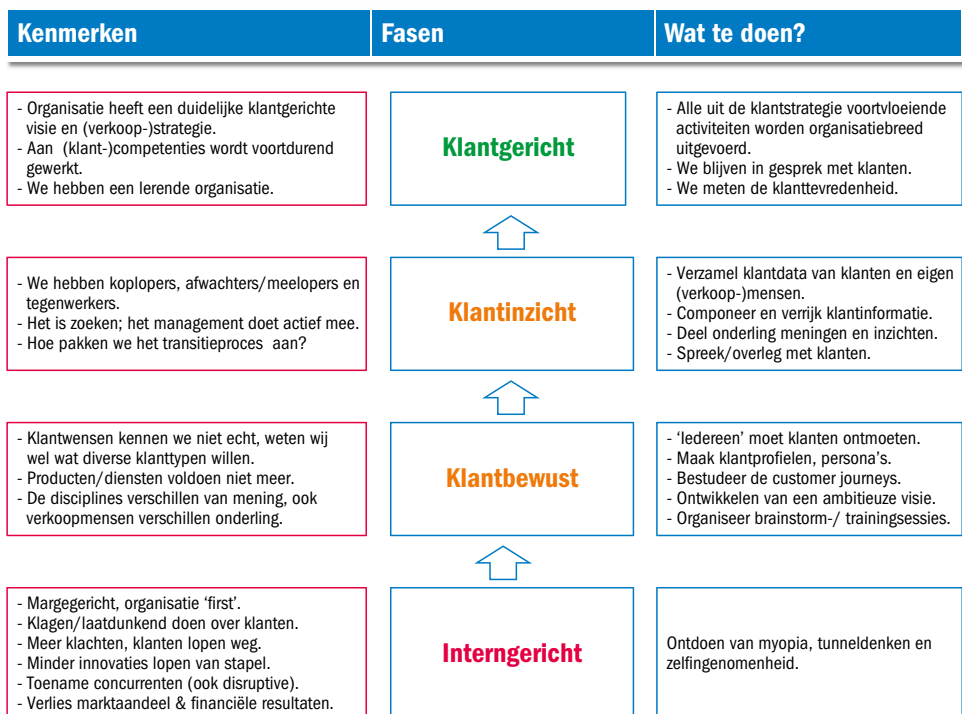 Kenmerken
Fasen
Wat te doen?
- Organisatie heeft een duidelijke klantgerichte
visie en (verkoop-)strategie.
- Aan (klant-)competenties wordt voortdurend
gewerkt.
- We hebben een lerende organisatie.
Klantgericht
- Alle uit de klantstrategie voortvloeiende
activiteiten worden organisatiebreed
uitgevoerd.
- We blijven in gesprek met klanten.
- We meten de klanttevredenheid.
- We hebben koplopers, afwachters/meelopers en
tegenwerkers.
- Het is zoeken; het management doet actief mee.
- Hoe pakken we het transitieproces aan?
Klantinzicht
- Verzamel klantdata van klanten en eigen
(verkoop-)mensen.
- Componeer en verrijk klantinformatie.
- Deel onderling meningen en inzichten.
- Spreek/overleg met klanten.
- Klantwensen kennen we niet echt, weten wij
wel wat diverse klanttypen willen.
- Producten/diensten voldoen niet meer.
- De disciplines verschillen van mening, ook
verkoopmensen verschillen onderling.
Klantbewust
- ‘Iedereen’ moet klanten ontmoeten.
- Maak klantprofielen, persona’s.
- Bestudeer de customer journeys.
- Ontwikkelen van een ambitieuze visie.
- Organiseer brainstorm-/ trainingsessies.
- Margegericht, organisatie ‘first’.
- Klagen/laatdunkend doen over klanten.
- Meer klachten, klanten lopen weg.
- Minder innovaties lopen van stapel.
- Toename concurrenten (ook disruptive).
- Verlies marktaandeel & financiële resultaten.
Interngericht
Ontdoen van myopia, tunneldenken en
zelfingenomenheid.